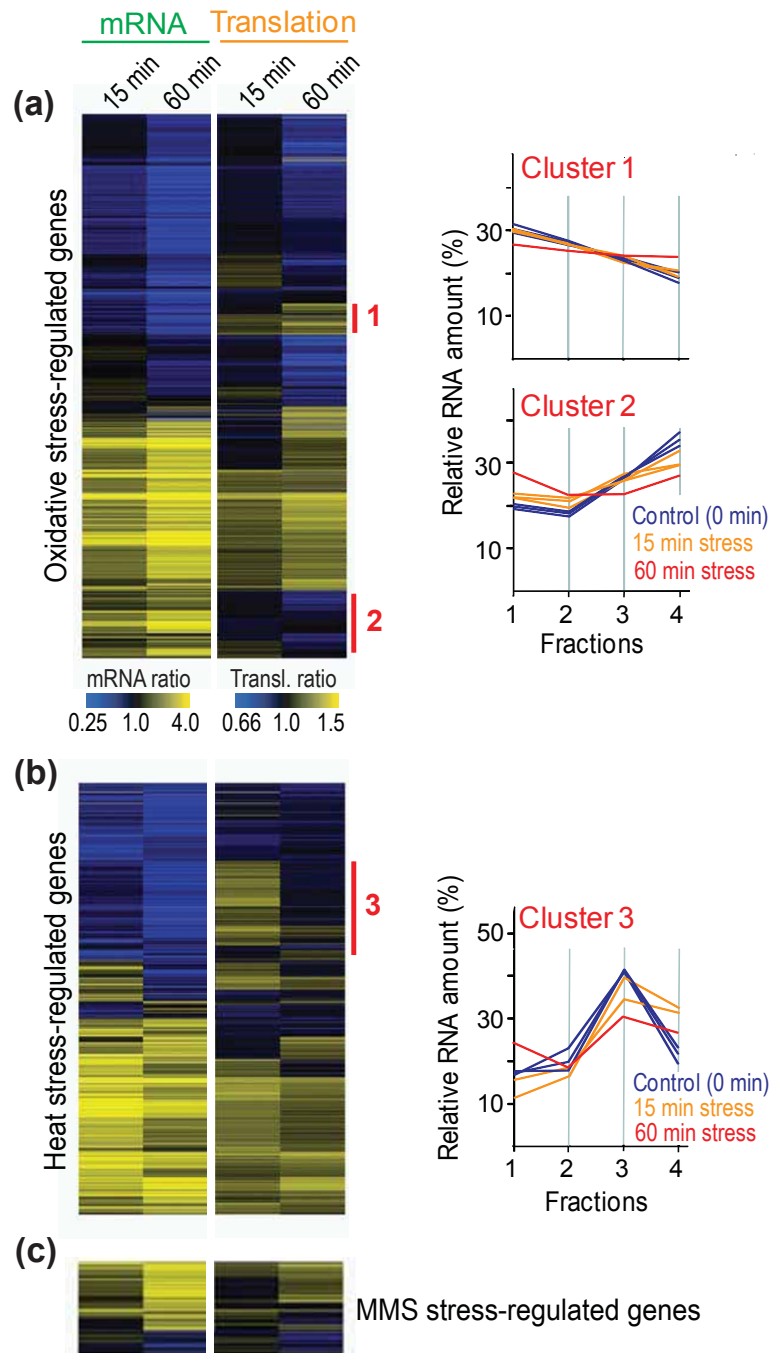 mRNA Translation
15 min 60 min 15 min 60 min
(a)
Oxidative stress-regulated genes
1
2
mRNA ratio Transl. ratio
0.25 1.0 4.0 0.66 1.0 1.5
Cluster 1
Relative RNA amount (%)
30
10
Cluster 2
30
10
Control (0 min)
15 min stress
60 min stress
1 2 3 4
Fractions
(b)
Heat stress-regulated genes
3
Cluster 3
Relative RNA amount (%)
50
30
10
Control (0 min)
15 min stress
60 min stress
1 2 3 4
Fractions
(c)
MMS stress-regulated genes